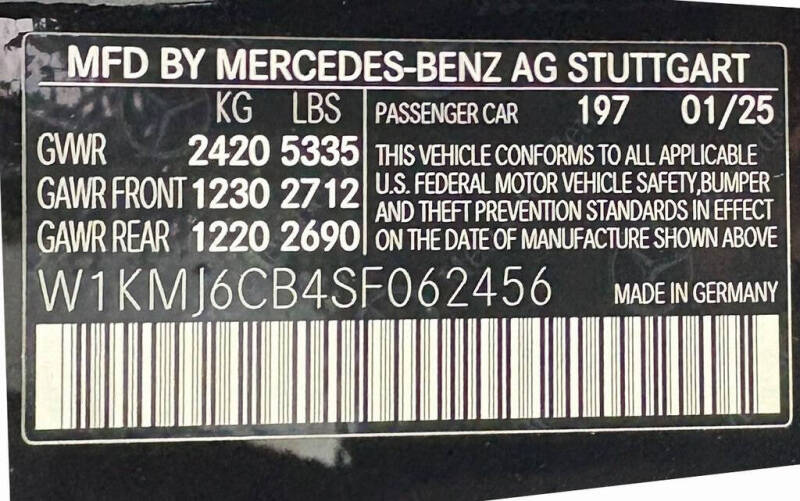 MFD BY MERCEDES-BENZ AG STUTTGART
KG LBS
GVWR 2420 5335
GAWR FRONT 1230 2712
GAWR REAR 1220 2690
PASSENGER CAR 197 01/25
THIS VEHICLE CONFORMS TO ALL APPLICABLE
U.S. FEDERAL MOTOR VEHICLE SAFETY,BUMPER
AND THEFT PREVENTION STANDARDS IN EFFECT
ON THE DATE OF MANUFACTURE SHOWN ABOVE
W1KMJ6CB4SF062456 MADE IN GERMANY